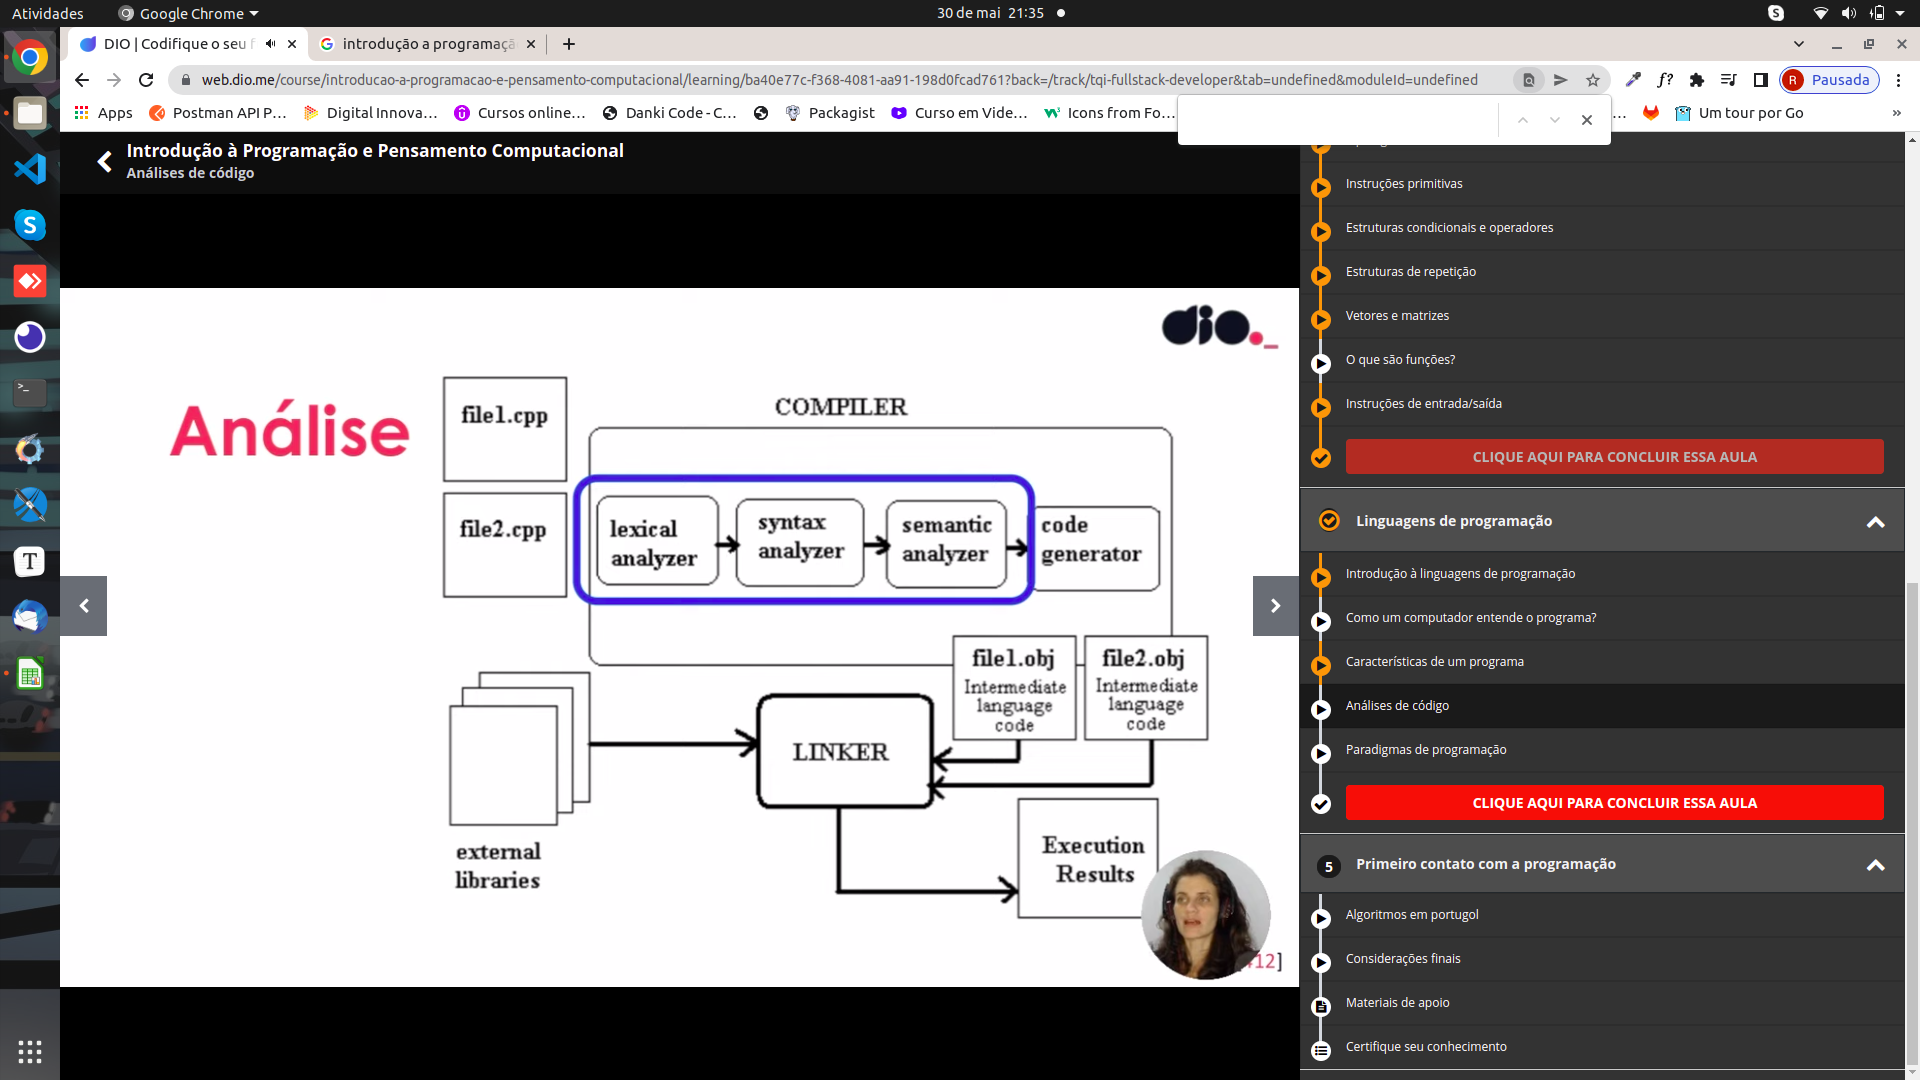 Atividades
Google Chrome
30 de mai 21:35
DIO | Codifique o seu f
introdução a programaçã
web.dio.me/course/introducao-a-programacao-e-pensamento-computacional/learning/ba40e77c-f368-4081-aa91-198d0fcad761?back=/track/tqi-fullstack-developer&tab=undefined&moduleId=undefined
f?
R
Pausada
Apps
Postman API P...
Digital Innova...
Cursos online...
Danki Code - C...
Packagist
Curso em Vide...
Icons from Fo...
...
Um tour por Go
»
Introdução à Programação e Pensamento Computacional
Análises de código
dio._
Análise
file1.cpp
file2.cpp
COMPILER
lexical
analyzer
syntax
analyzer
semantic
analyzer
code
generator
file1.obj
Intermediate
language
code
file2.obj
Intermediate
language
code
LINKER
external
libraries
Execution
Results
12]
Instruções primitivas
Estruturas condicionais e operadores
Estruturas de repetição
Vetores e matrizes
O que são funções?
Instruções de entrada/saída
CLIQUE AQUI PARA CONCLUIR ESSA AULA
Linguagens de programação
Introdução à linguagens de programação
Como um computador entende o programa?
Características de um programa
Análises de código
Paradigmas de programação
CLIQUE AQUI PARA CONCLUIR ESSA AULA
5
Primeiro contato com a programação
Algoritmos em portugol
Considerações finais
Materiais de apoio
Certifique seu conhecimento